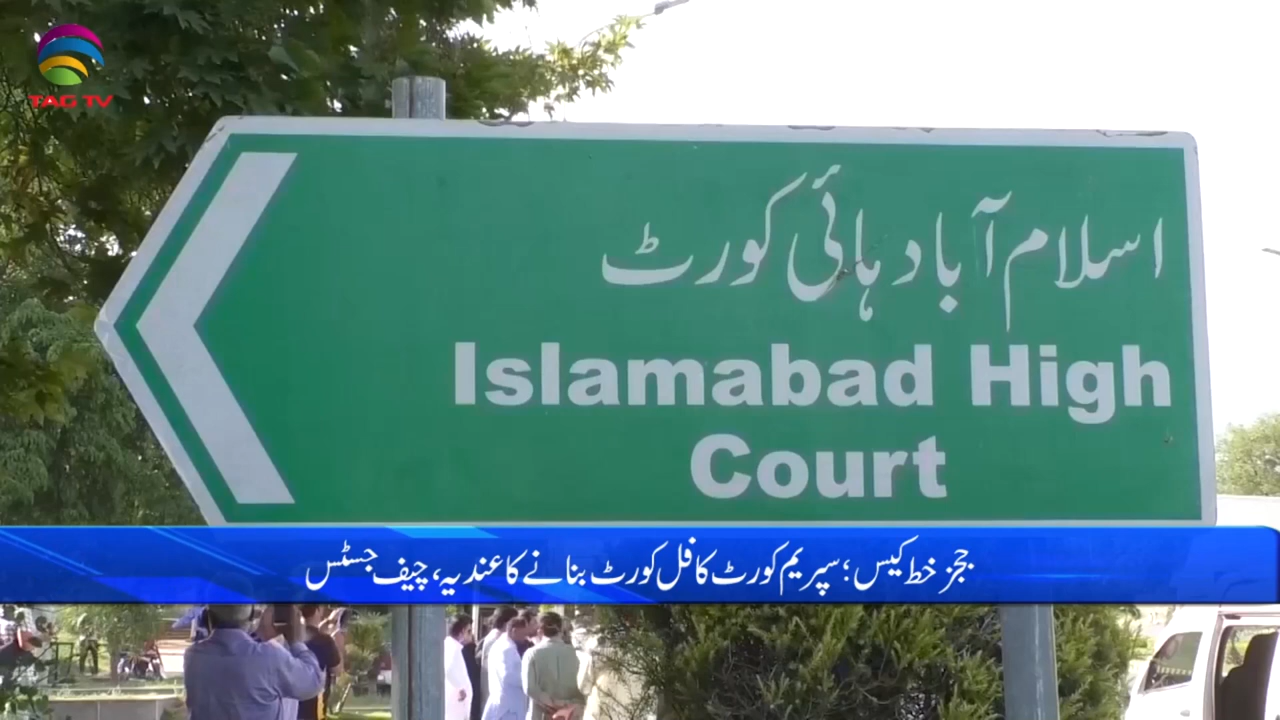 TAG TV
اسلام آباد ہائی کورٹ
Islamabad High
Court
ججز خط کیس؛ سپریم کورٹ کا فل کورٹ بنانے کا عندیہ، چیف جسٹس